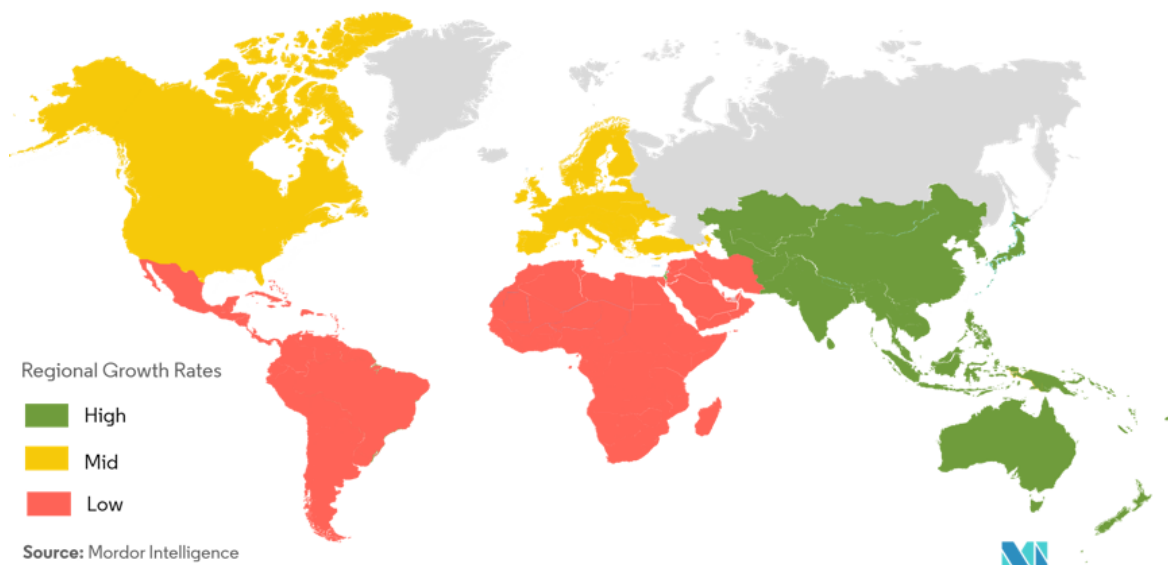 Regional Growth Rates
High
Mid
Low
Source: Mordor Intelligence